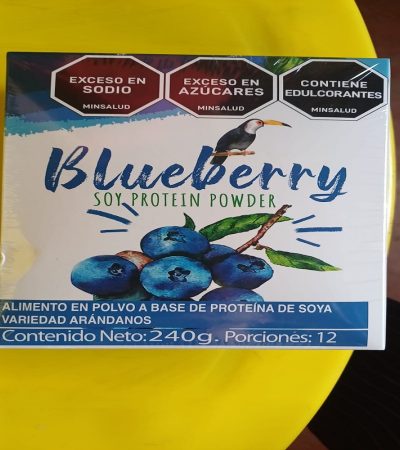 EXCESO EN
SODIO
MINSALUD
EXCESO EN
AZÚCARES
MINSALUD
CONTIENE
EDULCORANTES
MINSALUD
Blueberry
SOY PROTEIN POWDER
ALIMENTO EN POLVO A BASE DE PROTEÍNA DE SOYA
VARIEDAD ARÁNDANOS
Contenido Neto: 240g. Porciones: 12